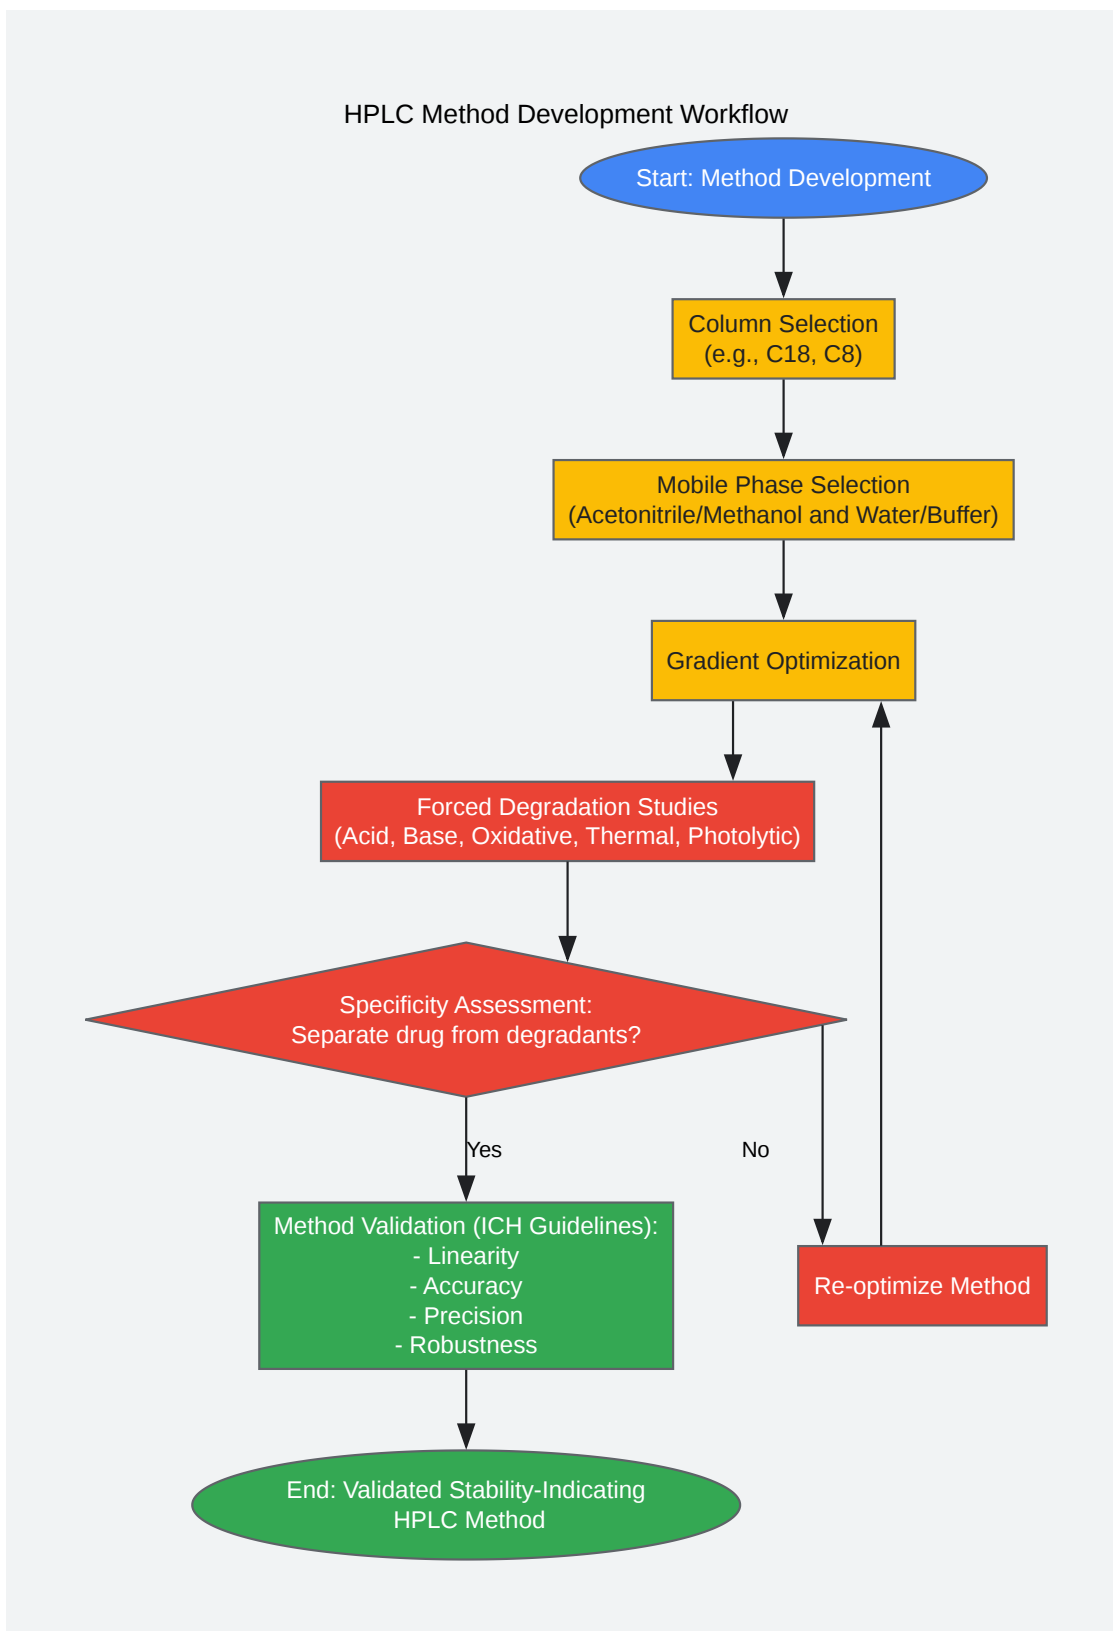 HPLC Method Development Workflow
Start: Method Development
Column Selection
(e.g., C18, C8)
Mobile Phase Selection
(Acetonitrile/Methanol and Water/Buffer)
Gradient Optimization
Forced Degradation Studies
(Acid, Base, Oxidative, Thermal, Photolytic)
Specificity Assessment:
Separate drug from degradants?
Yes
No
Method Validation (ICH Guidelines):
- Linearity
- Accuracy
- Precision
- Robustness
Re-optimize Method
End: Validated Stability-Indicating
HPLC Method